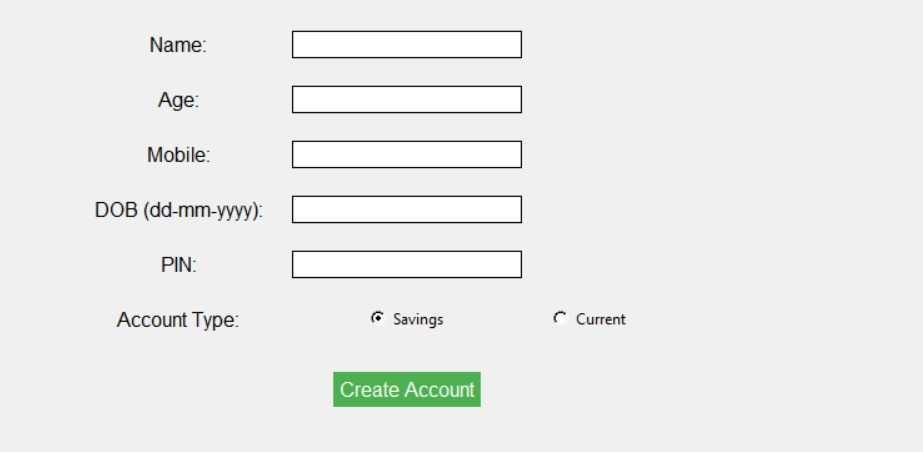 Name:
Age:
Mobile:
DOB (dd-mm-yyyy):
PIN:
Account Type: Savings Current
Create Account